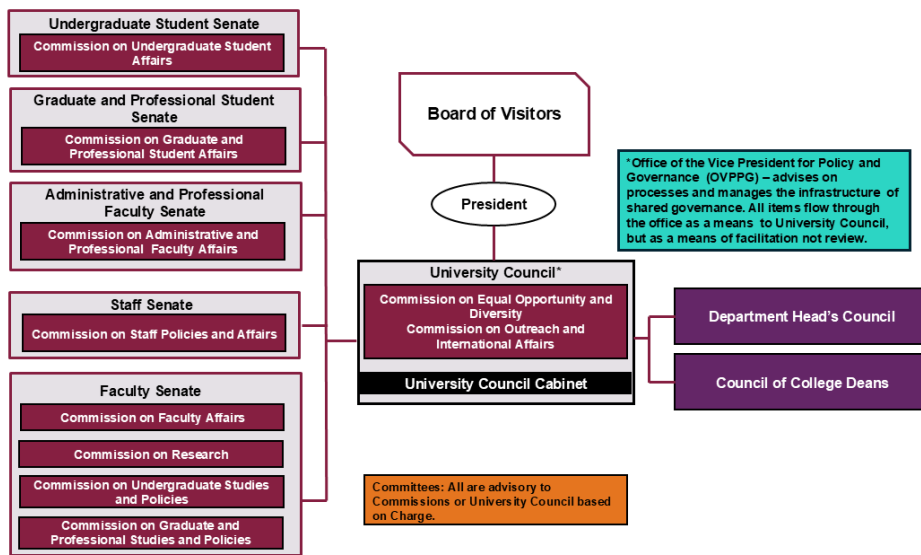 Undergraduate Student Senate
Commission on Undergraduate Student
Affairs
Graduate and Professional Student
Senate
Commission on Graduate and
Professional Student Affairs
Administrative and Professional
Faculty Senate
Commission on Administrative and
Professional Faculty Affairs
Staff Senate
Commission on Staff Policies and Affairs
Faculty Senate
Commission on Faculty Affairs
Commission on Research
Commission on Undergraduate Studies
and Policies
Commission on Graduate and
Professional Studies and Policies
Board of Visitors
President
University Council*
Commission on Equal Opportunity and
Diversity
Commission on Outreach and
International Affairs
University Council Cabinet
Committees: All are advisory to
Commissions or University Council based
on Charge.
*Office of the Vice President for Policy and
Governance (OVPPG) – advises on
processes and manages the infrastructure of
shared governance. All items flow through
the office as a means to University Council,
but as a means of facilitation not review.
Department Head’s Council
Council of College Deans